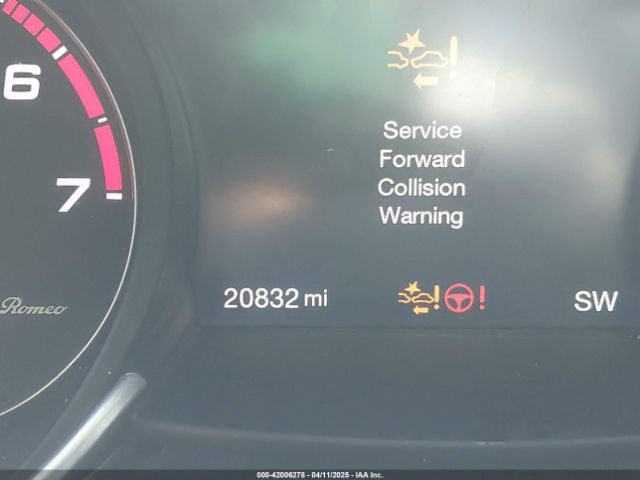 6
7
Romeo
Service
Forward
Collision
Warning
20832 mi
SW
000-42006278 - 04/11/2025 - IAA Inc.